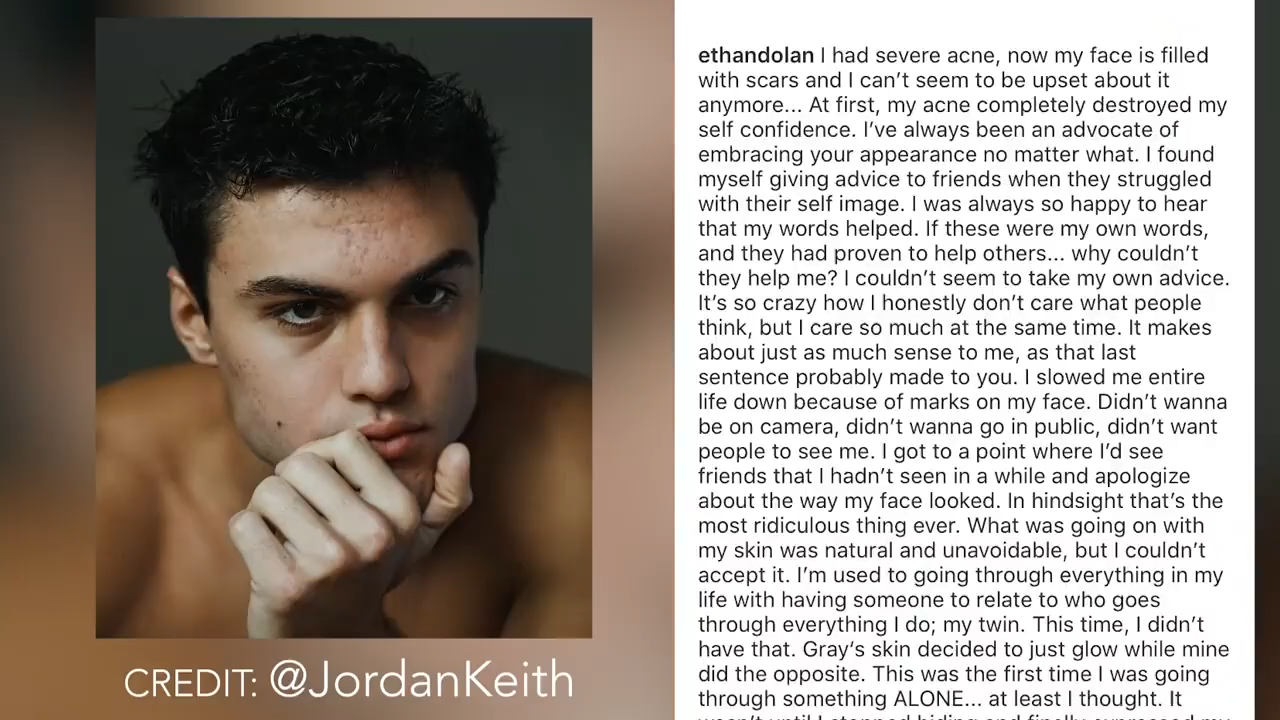 ethandolan I had severe acne, now my face is filled
with scars and I can’t seem to be upset about it
anymore... At first, my acne completely destroyed my
self confidence. I’ve always been an advocate of
embracing your appearance no matter what. I found
myself giving advice to friends when they struggled
with their self image. I was always so happy to hear
that my words helped. If these were my own words,
and they had proven to help others... why couldn’t
they help me? I couldn’t seem to take my own advice.
It’s so crazy how I honestly don’t care what people
think, but I care so much at the same time. It makes
about just as much sense to me, as that last
sentence probably made to you. I slowed me entire
life down because of marks on my face. Didn’t wanna
be on camera, didn’t wanna go in public, didn’t want
people to see me. I got to a point where I’d see
friends that I hadn’t seen in a while and apologize
about the way my face looked. In hindsight that’s the
most ridiculous thing ever. What was going on with
my skin was natural and unavoidable, but I couldn’t
accept it. I’m used to going through everything in my
life with having someone to relate to who goes
through everything I do; my twin. This time, I didn’t
have that. Gray’s skin decided to just glow while mine
did the opposite. This was the first time I was going
through something ALONE... at least I thought. It
wasn’t until I stopped hiding and finally expressed my
CREDIT: @JordanKeith